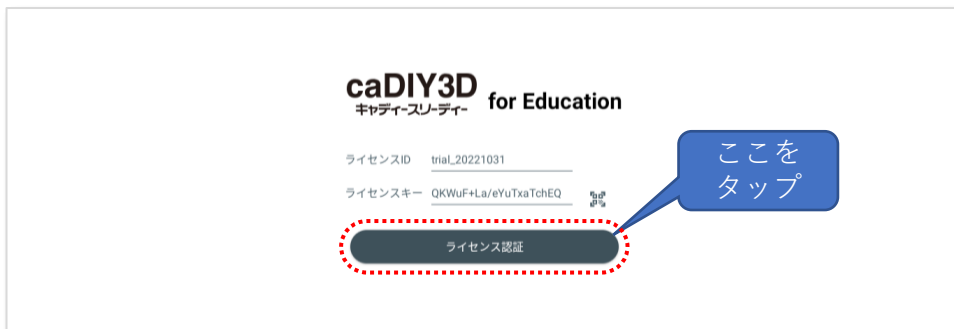 caDIY3D
キャディースリーディー
for Education
ライセンスID trial_20221031
ライセンスキー QKWuF+La/eYuTxaTchEQ
ライセンス認証
ここを
タップ